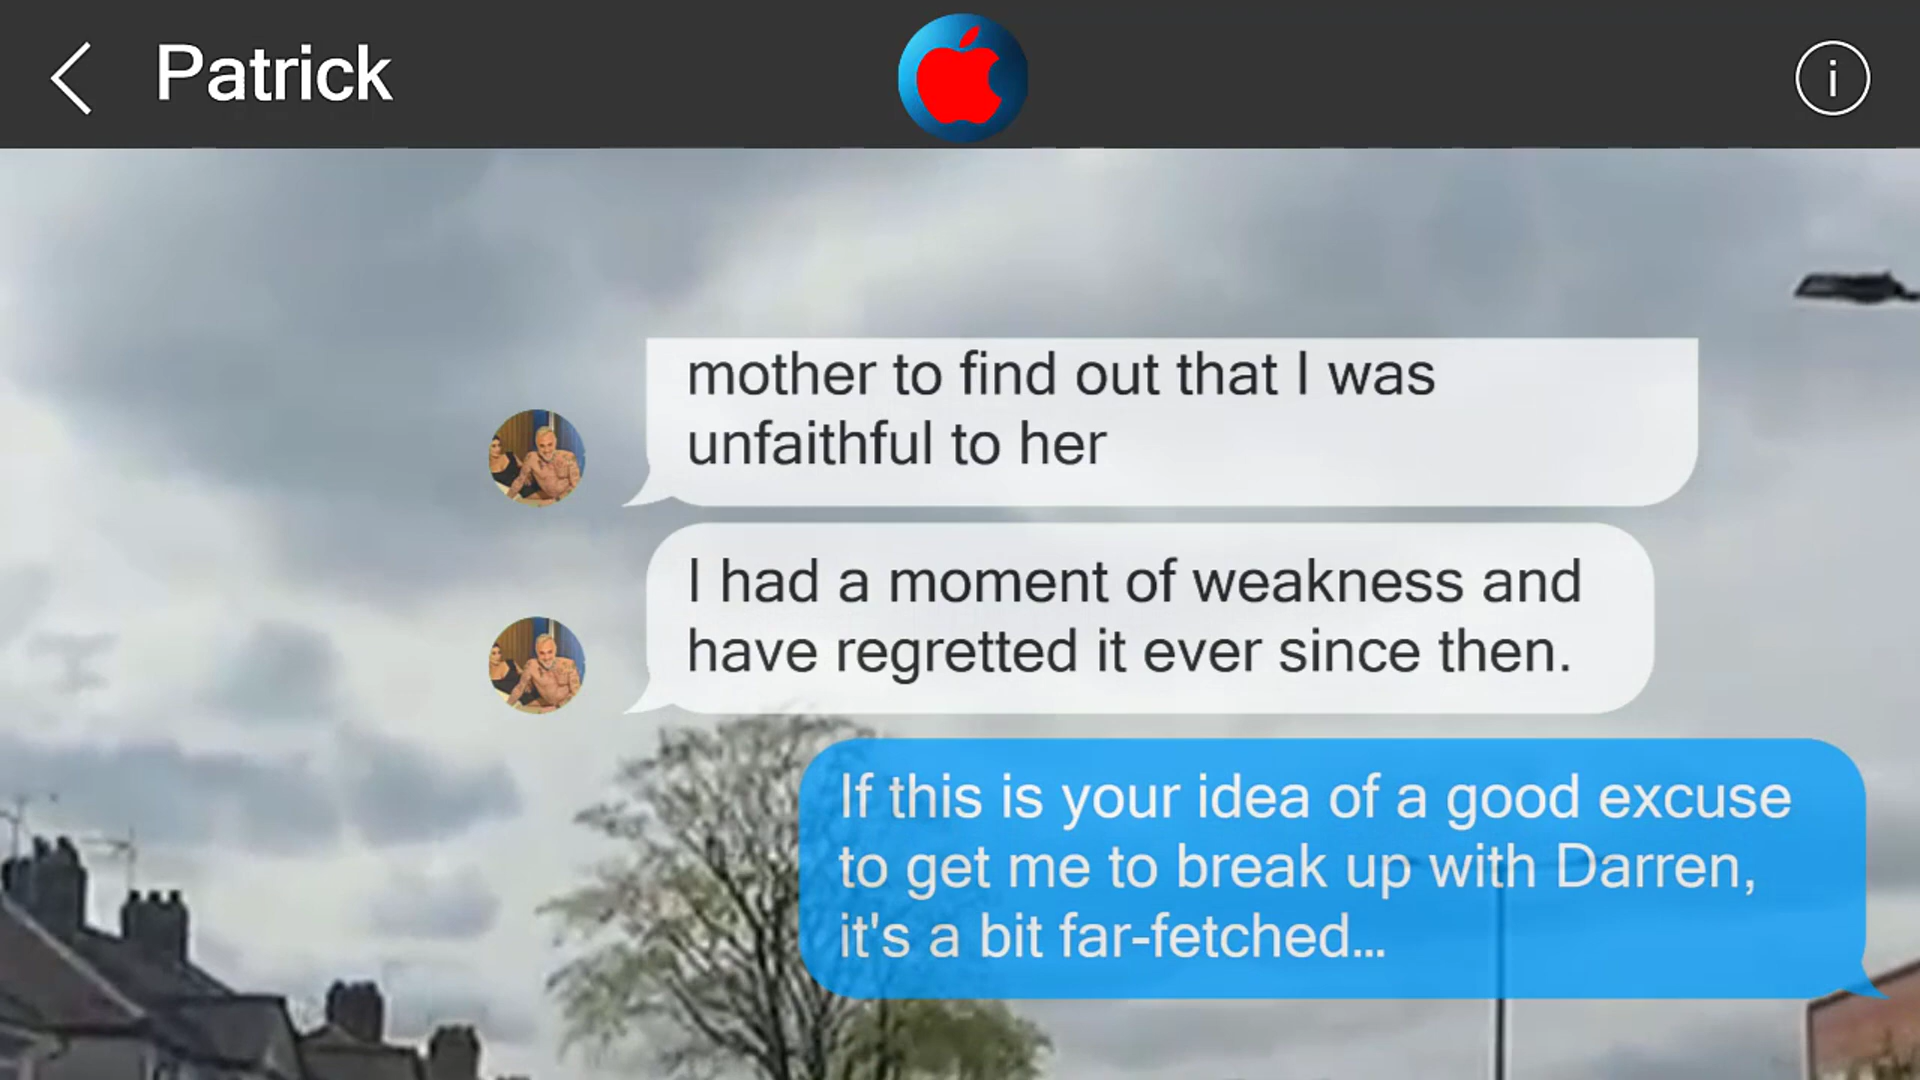 Patrick
mother to find out that I was
unfaithful to her
I had a moment of weakness and
have regretted it ever since then.
If this is your idea of a good excuse
to get me to break up with Darren,
it's a bit far-fetched...